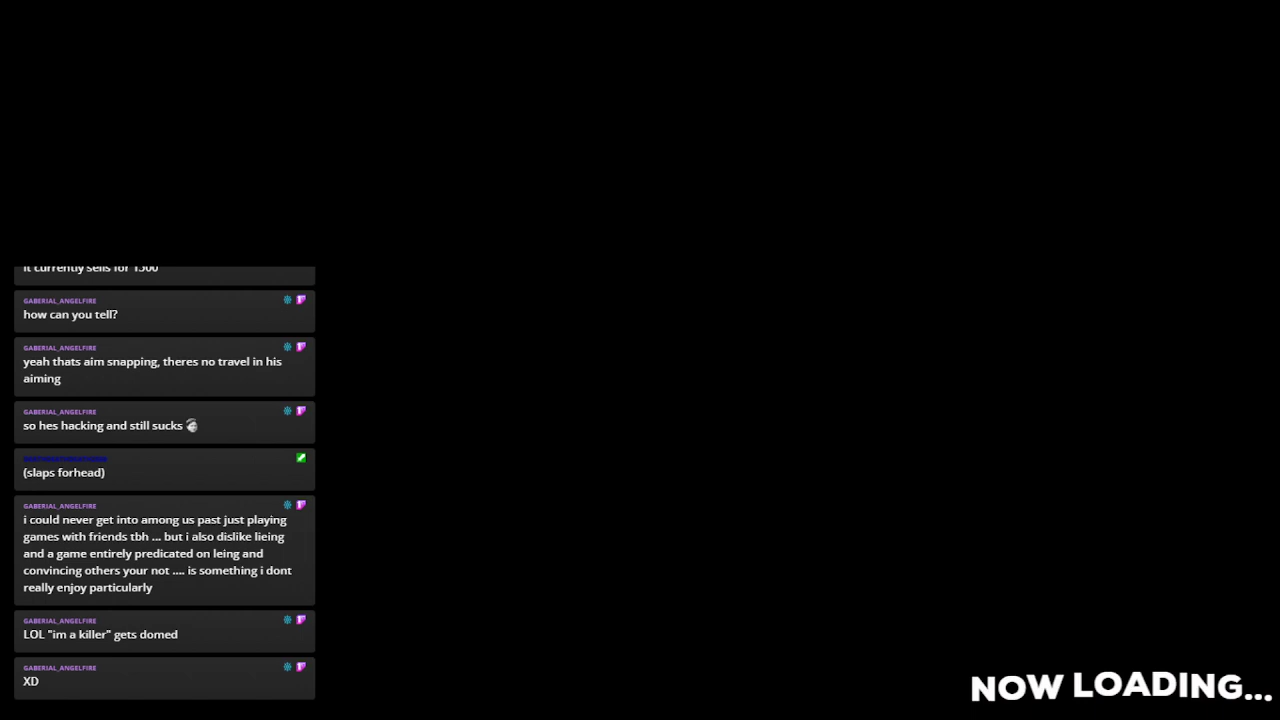 it currently sells for 1500
GABERIAL_ANGELFIRE
how can you tell?
GABERIAL_ANGELFIRE
yeah thats aim snapping, theres no travel in his
aiming
GABERIAL_ANGELFIRE
so hes hacking and still sucks
(slaps forhead)
GABERIAL_ANGELFIRE
i could never get into among us past just playing
games with friends tbh ... but i also dislike lieing
and a game entirely predicated on leing and
convincing others your not .... is something i dont
really enjoy particularly
GABERIAL_ANGELFIRE
LOL "im a killer" gets domed
GABERIAL_ANGELFIRE
XD
NOW LOADING...